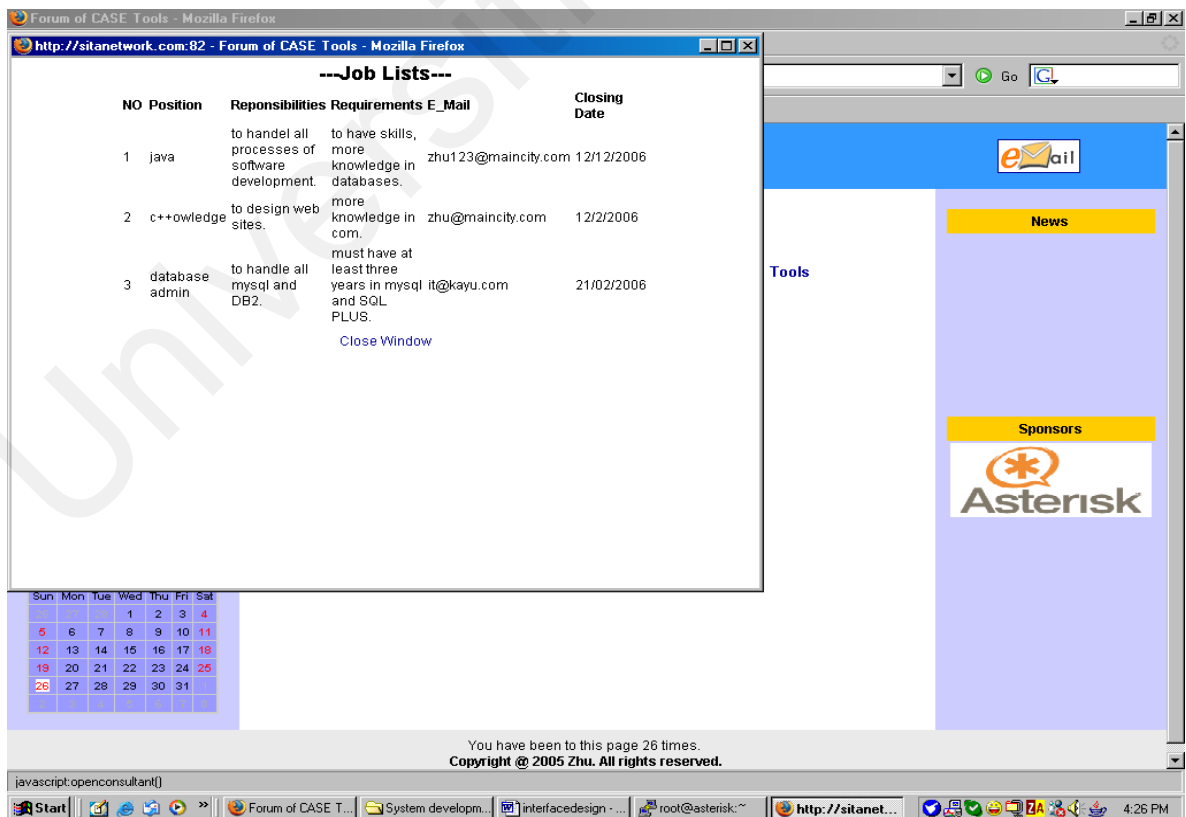 Forum of CASE Tools - Mozilla Firefox
http://sitanetwork.com:82 - Forum of CASE Tools - Mozilla Firefox
Go
---Job Lists---
NO Position Reponsibilities Requirements E_Mail Closing Date
1 java to handel all processes of software development. to have skills, more knowledge in databases. zhu123@maincity.com 12/12/2006
2 c++owledge to design web sites. more knowledge in com. zhu@maincity.com 12/2/2006
3 database admin to handle all mysql and DB2. must have at least three years in mysql and SQL PLUS. it@kayu.com 21/02/2006
Close Window
eMail
News
Tools
Sponsors
Asterisk
Sun Mon Tue Wed Thu Fri Sat
1 2 3 4
5 6 7 8 9 10 11
12 13 14 15 16 17 18
19 20 21 22 23 24 25
26 27 28 29 30 31
You have been to this page 26 times.
Copyright @ 2005 Zhu. All rights reserved.
javascript:openconsultant()
Start
Forum of CASE T...
System developm...
interfacedesign - ...
root@asterisk:~
http://sitanet...
4:26 PM
Universit